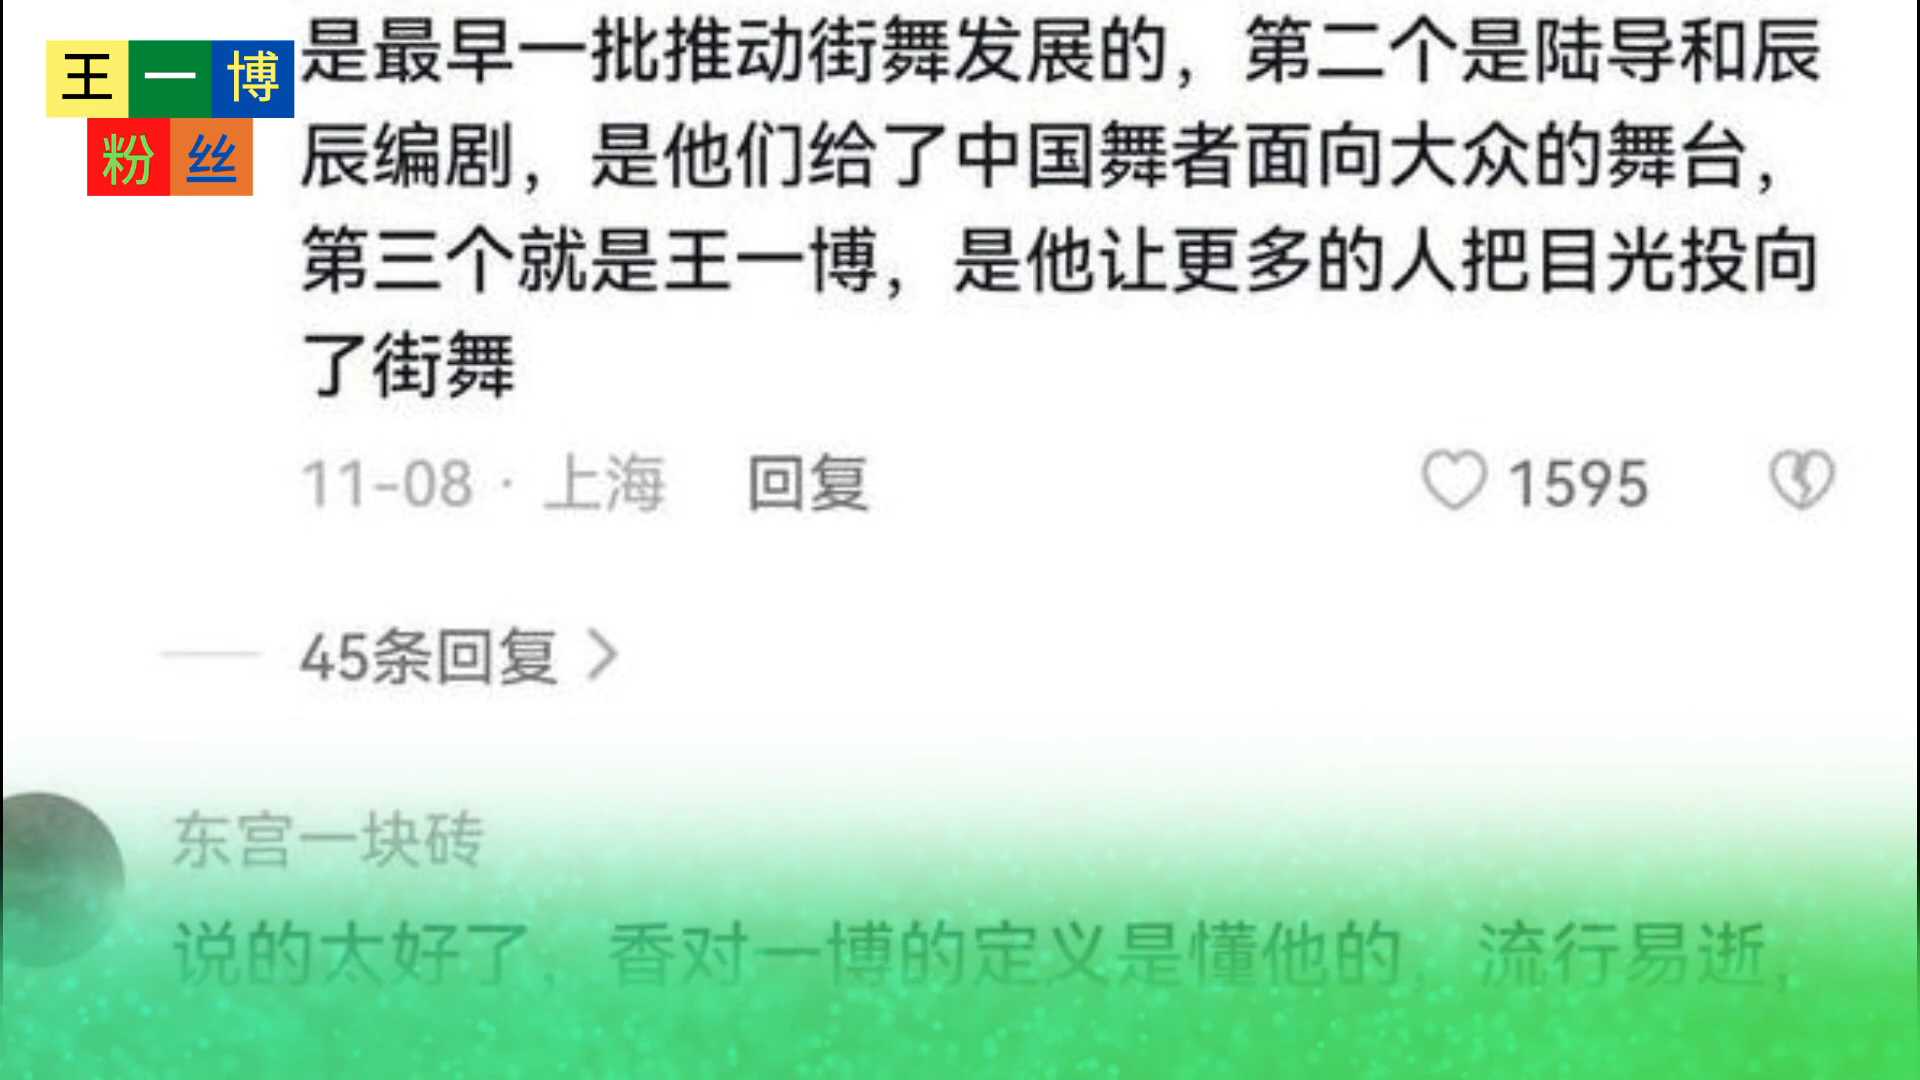 王一博
粉丝
是最早一批推动街舞发展的，第二个是陆导和辰
辰编剧，是他们给了中国舞者面向大众的舞台，
第三个就是王一博，是他让更多的人把目光投向
了街舞
11-08 · 上海 回复 1595
45条回复 >
东宫一块砖
说的太好了，香对一博的定义是懂他的，流行易逝，